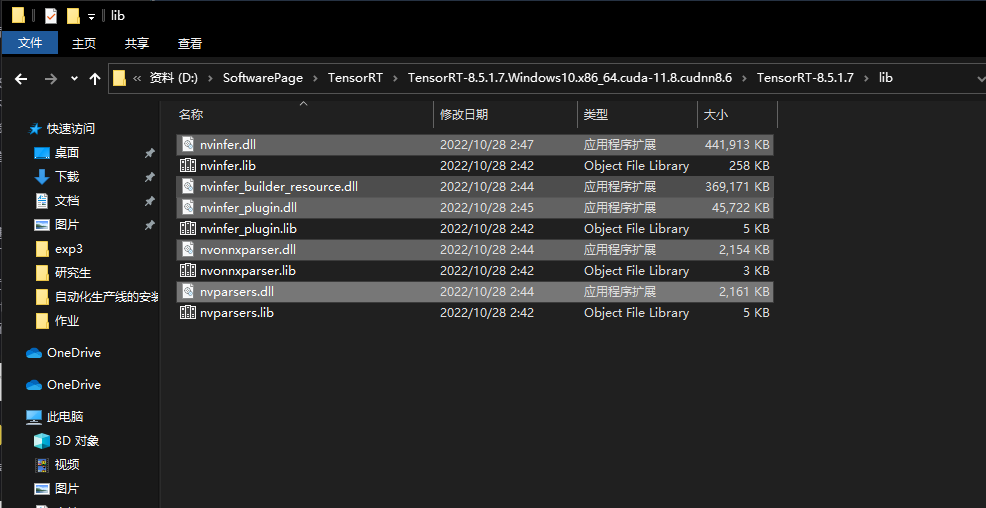 lib
文件 主页 共享 查看
« 资料 (D:) › SoftwarePage › TensorRT › TensorRT-8.5.1.7.Windows10.x86_64.cuda-11.8.cudnn8.6 › TensorRT-8.5.1.7 › lib
名称 修改日期 类型 大小
快速访问
桌面
下载
文档
图片
exp3
研究生
自动化生产线的安装
作业
OneDrive
OneDrive
此电脑
3D 对象
视频
图片
nvinfer.dll 2022/10/28 2:47 应用程序扩展 441,913 KB
nvinfer.lib 2022/10/28 2:42 Object File Library 258 KB
nvinfer_builder_resource.dll 2022/10/28 2:44 应用程序扩展 369,171 KB
nvinfer_plugin.dll 2022/10/28 2:45 应用程序扩展 45,722 KB
nvinfer_plugin.lib 2022/10/28 2:42 Object File Library 5 KB
nvonnxparser.dll 2022/10/28 2:44 应用程序扩展 2,154 KB
nvonnxparser.lib 2022/10/28 2:42 Object File Library 3 KB
nvparsers.dll 2022/10/28 2:44 应用程序扩展 2,161 KB
nvparsers.lib 2022/10/28 2:42 Object File Library 5 KB